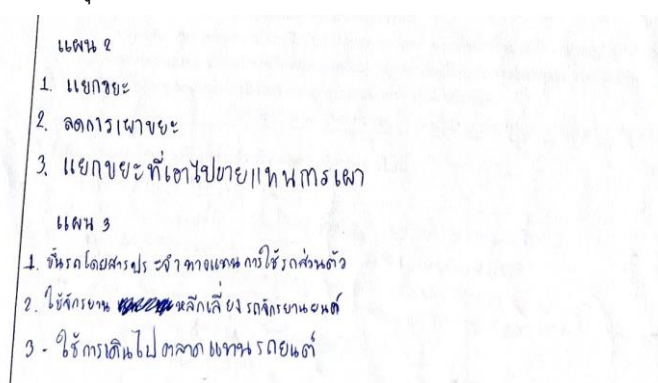 แผน ๒
1. แยกขยะ
2. ลดการเผาขยะ
3. แยกขยะที่เอาไปขายแทนการเผา
แผน ๓
1. ขึ้นรถโดยสารประจำทางแทนการใช้รถส่วนตัว
2. ใช้จักรยาน หลีกเลี่ยงรถจักรยานยนต์
3 - ใช้การเดินไปตลาดแทนรถยนต์